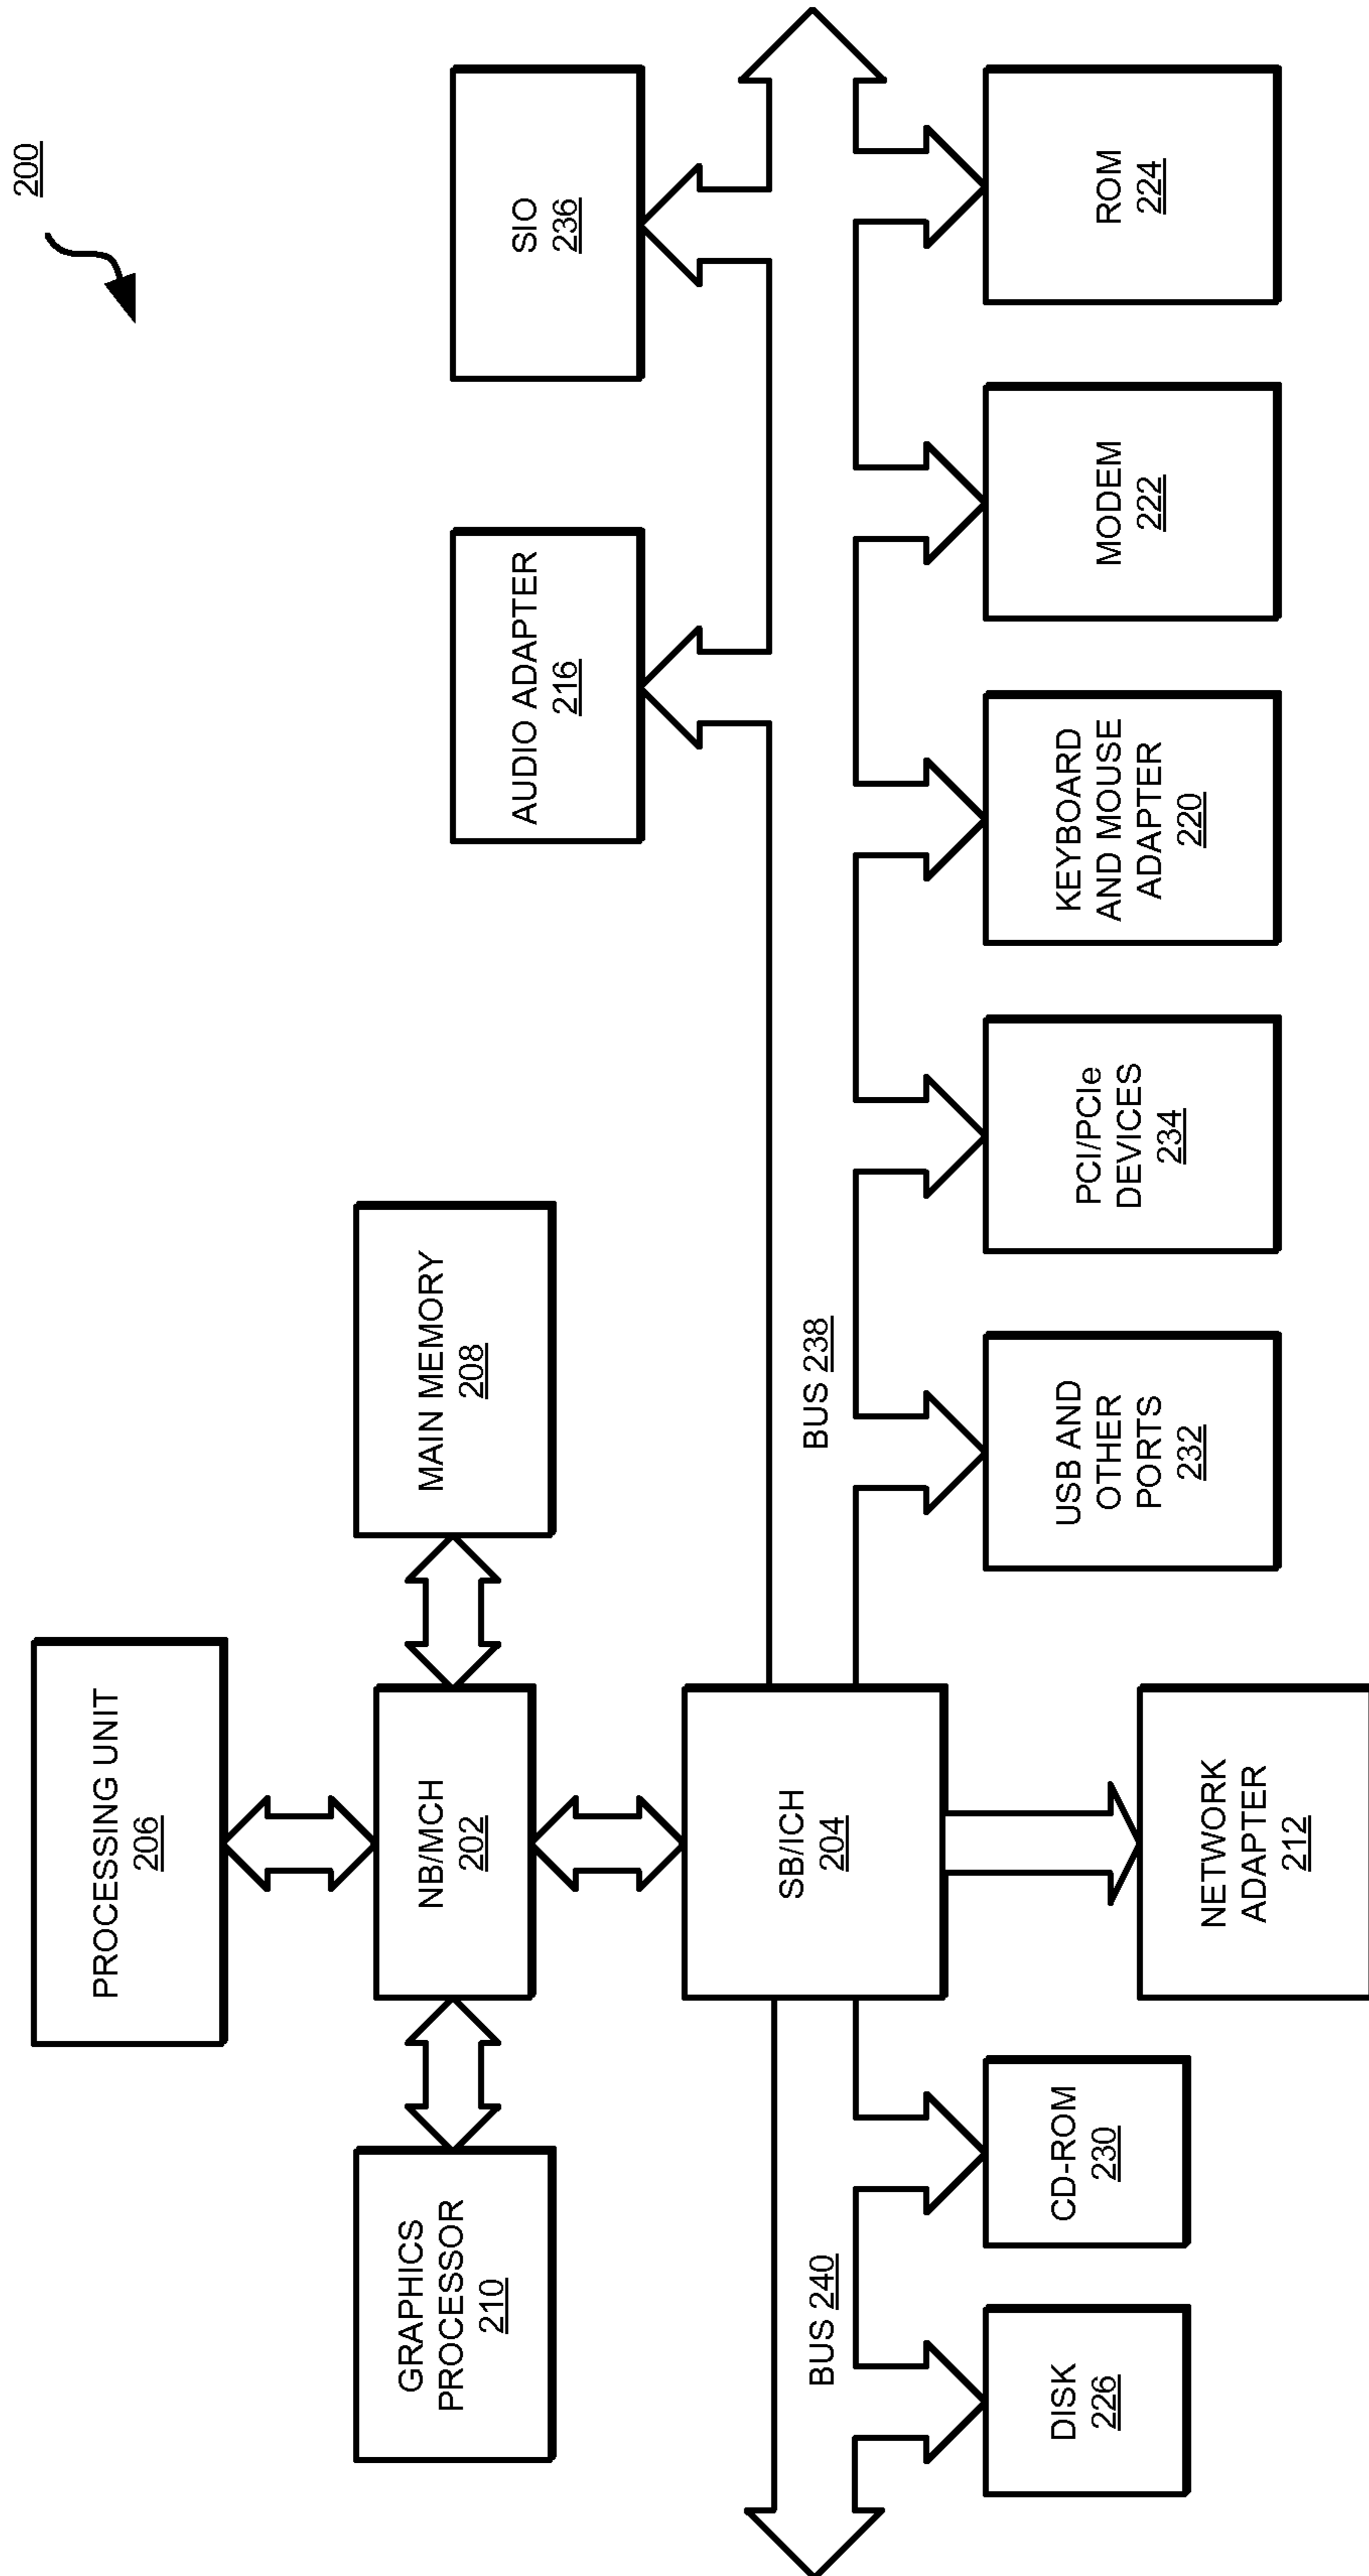 200
PROCESSING UNIT
206
GRAPHICS
PROCESSOR
210
NB/MCH
202
MAIN MEMORY
208
AUDIO ADAPTER
216
SIO
236
SB/ICH
204
BUS 240
BUS 238
DISK
226
CD-ROM
230
USB AND
OTHER
PORTS
232
PCI/PCIe
DEVICES
234
KEYBOARD
AND MOUSE
ADAPTER
220
MODEM
222
ROM
224
NETWORK
ADAPTER
212